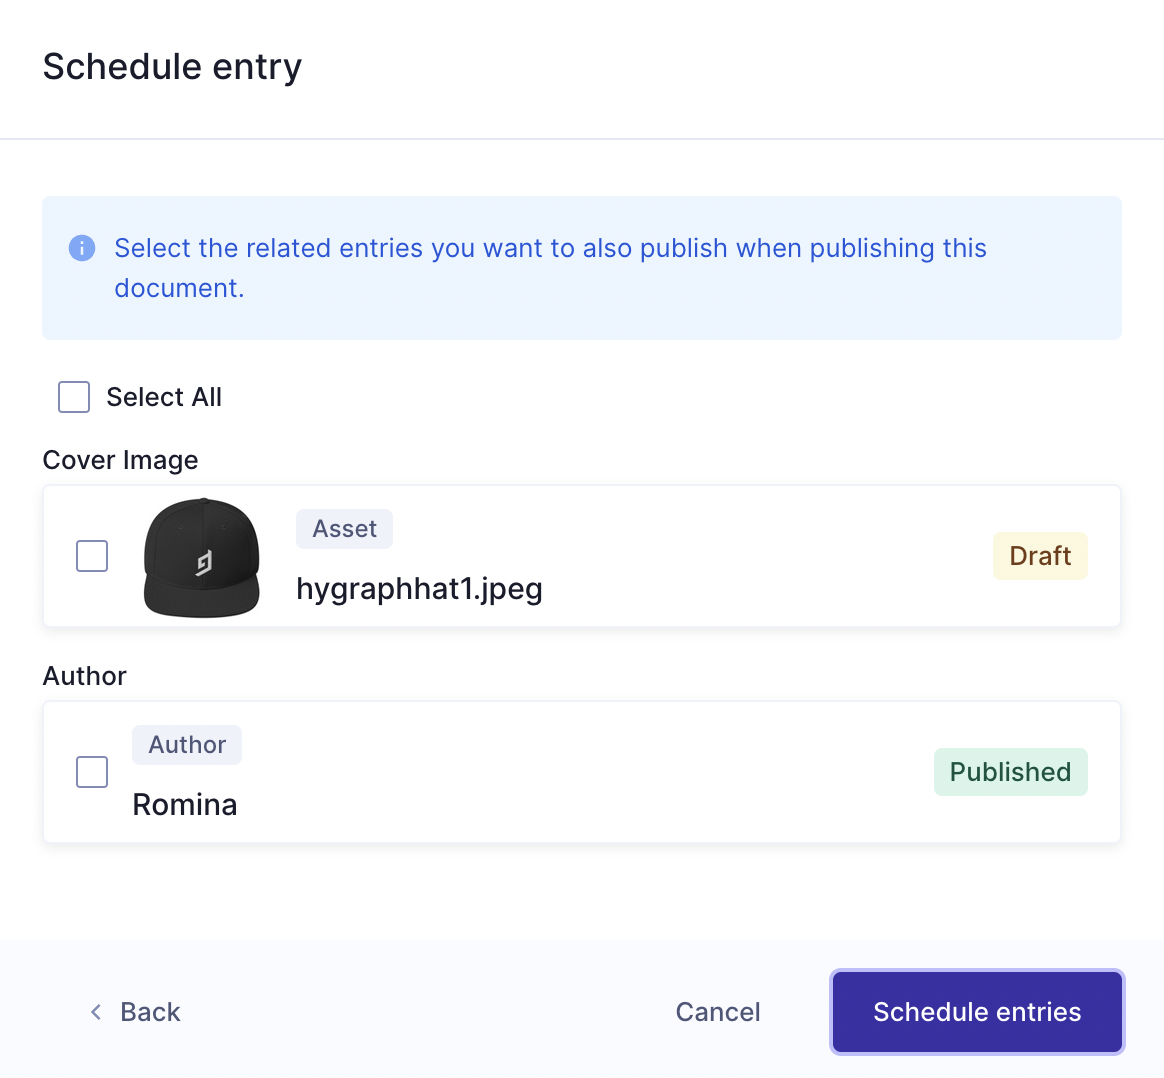 Schedule entry
Select the related entries you want to also publish when publishing this
document.
Select All
Cover Image
Asset
hygraphhat1.jpeg
Draft
Author
Author
Romina
Published
Back
Cancel
Schedule entries